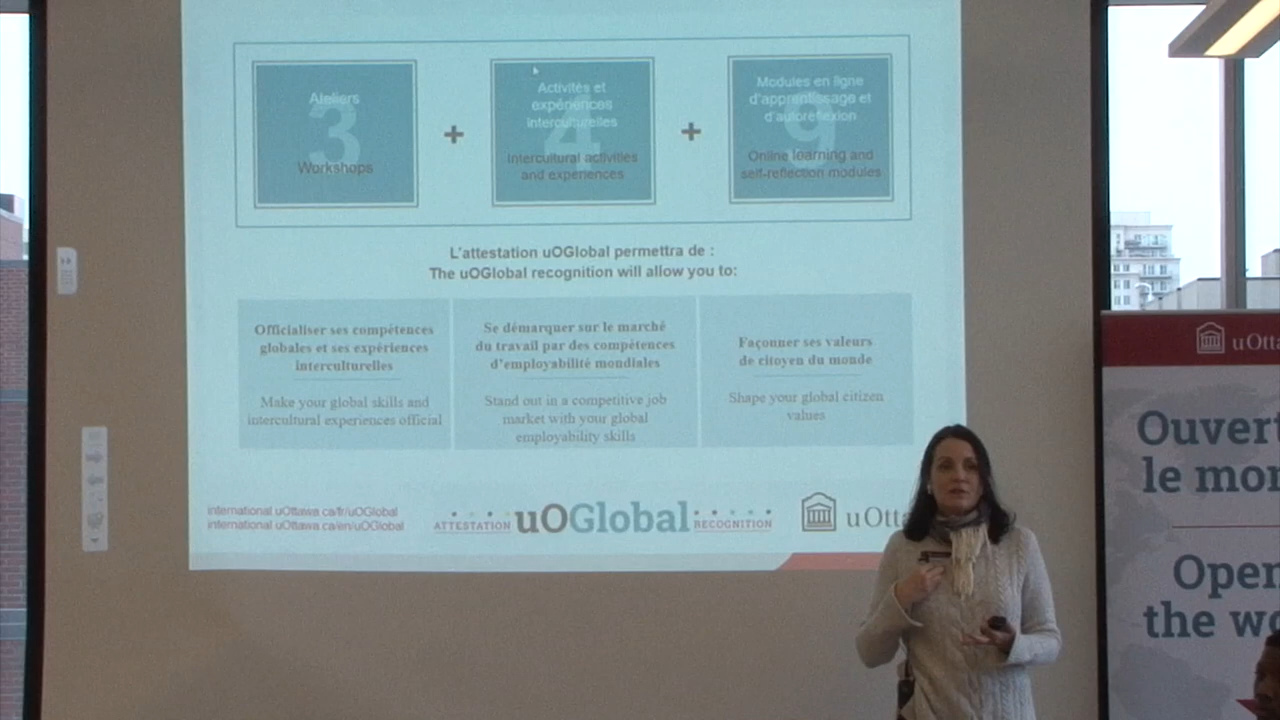 Ateliers
3
Workshops
+
Activités et
expériences
interculturelles
4
Intercultural activities
and experiences
+
Modules en ligne
d'apprentissage et
d'autoréflexion
9
Online learning and
self-reflection modules
L'attestation uOGlobal permettra de :
The uOGlobal recognition will allow you to:
Officialiser ses compétences
globales et ses expériences
interculturelles
Make your global skills and
intercultural experiences official
Se démarquer sur le marché
du travail par des compétences
d'employabilité mondiales
Stand out in a competitive job
market with your global
employability skills
Façonner ses valeurs
de citoyen du monde
Shape your global citizen
values
international.uOttawa.ca/fr/uOGlobal
international.uOttawa.ca/en/uOGlobal
ATTESTATION uOGlobal RECOGNITION
uOtta
uOtta
Ouvert
le mon
Open
the wo